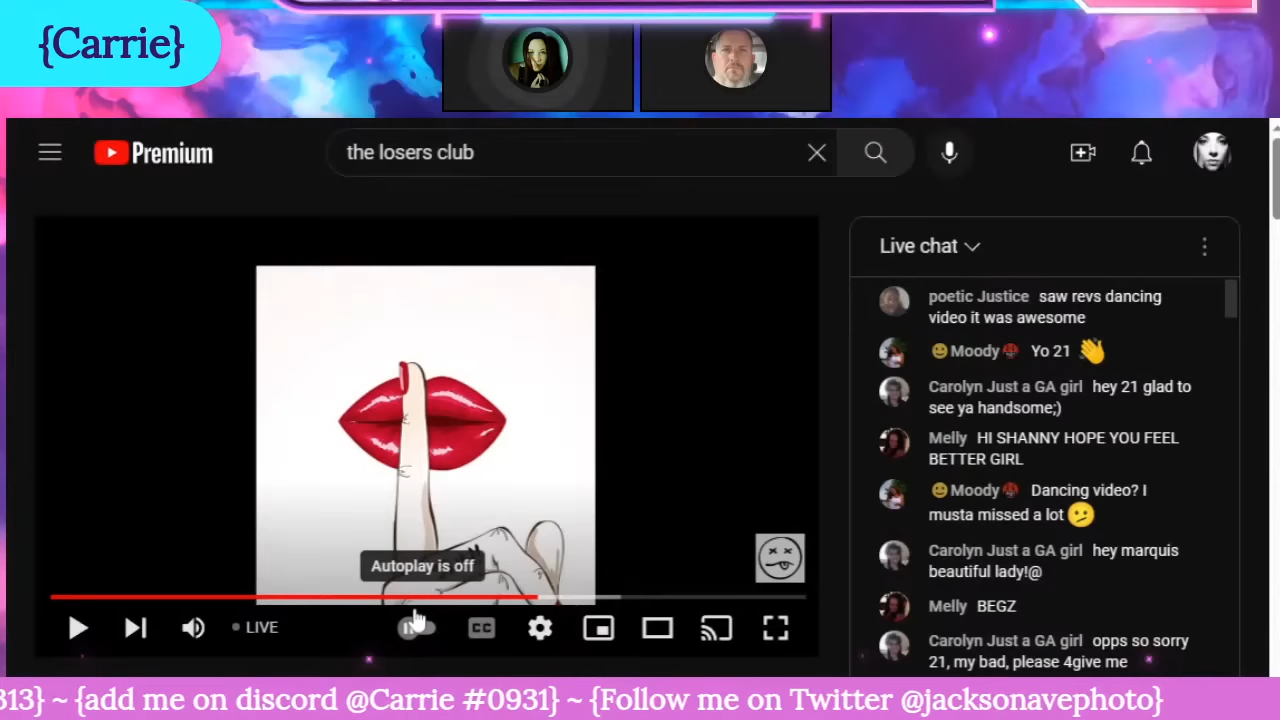 {Carrie}
Premium
the losers club
Live chat
poetic Justice saw revs dancing
video it was awesome
Moody Yo 21
Carolyn Just a GA girl hey 21 glad to
see ya handsome;)
Melly HI SHANNY HOPE YOU FEEL
BETTER GIRL
Moody Dancing video? I
musta missed a lot
Carolyn Just a GA girl hey marquis
beautiful lady!@
Melly BEGZ
Carolyn Just a GA girl opps so sorry
21, my bad, please 4give me
Autoplay is off
LIVE
CC
313} ~ {add me on discord @Carrie #0931} ~ {Follow me on Twitter @jacksonavephoto}